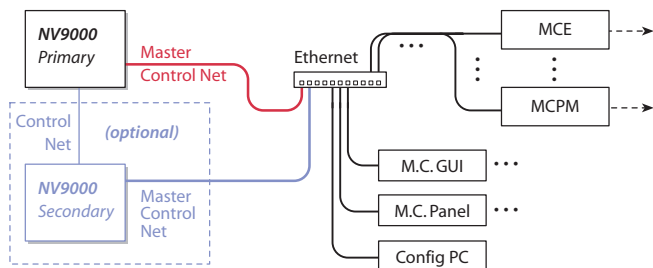 NV9000
Primary
Master
Control Net
Ethernet
...
MCE
MCPM
Control
Net
(optional)
NV9000
Secondary
Master
Control
Net
M.C. GUI
...
M.C. Panel
...
Config PC